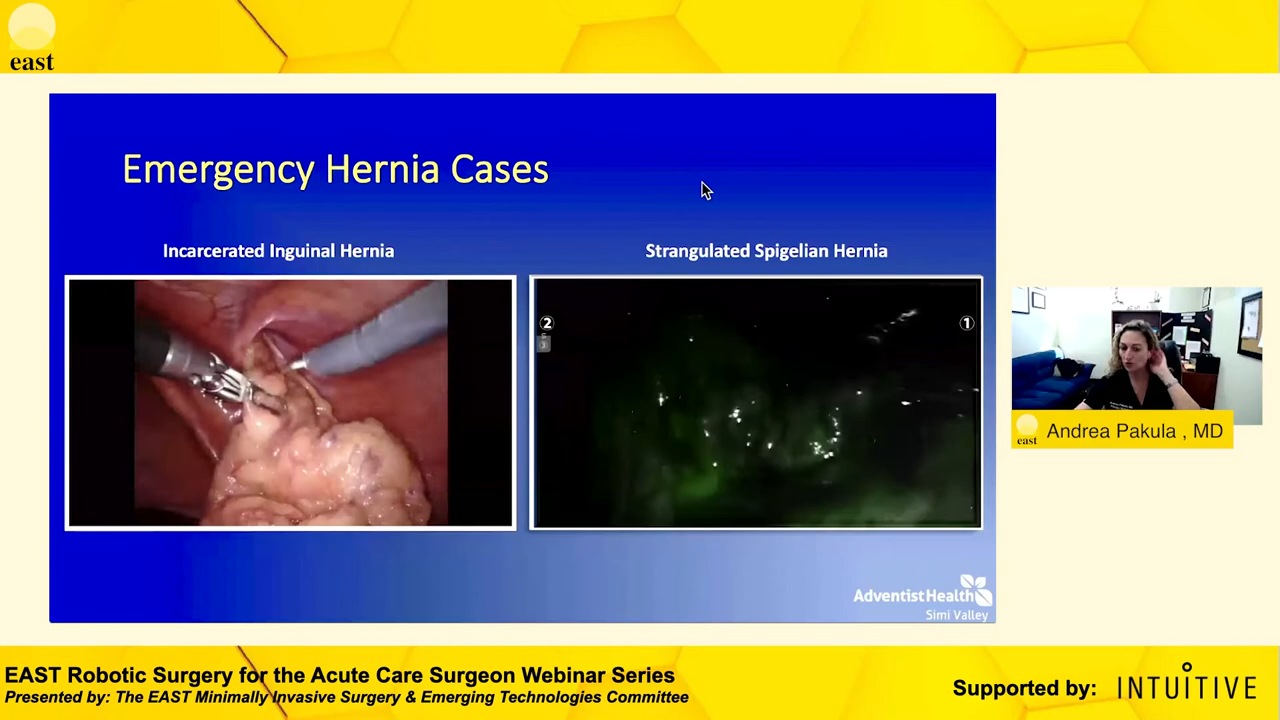 east
Emergency Hernia Cases
Incarcerated Inguinal Hernia
Strangulated Spigelian Hernia
2
1
3
AdventistHealth
Simi Valley
east
Andrea Pakula , MD
EAST Robotic Surgery for the Acute Care Surgeon Webinar Series
Presented by: The EAST Minimally Invasive Surgery & Emerging Technologies Committee
Supported by:
INTUITIVE